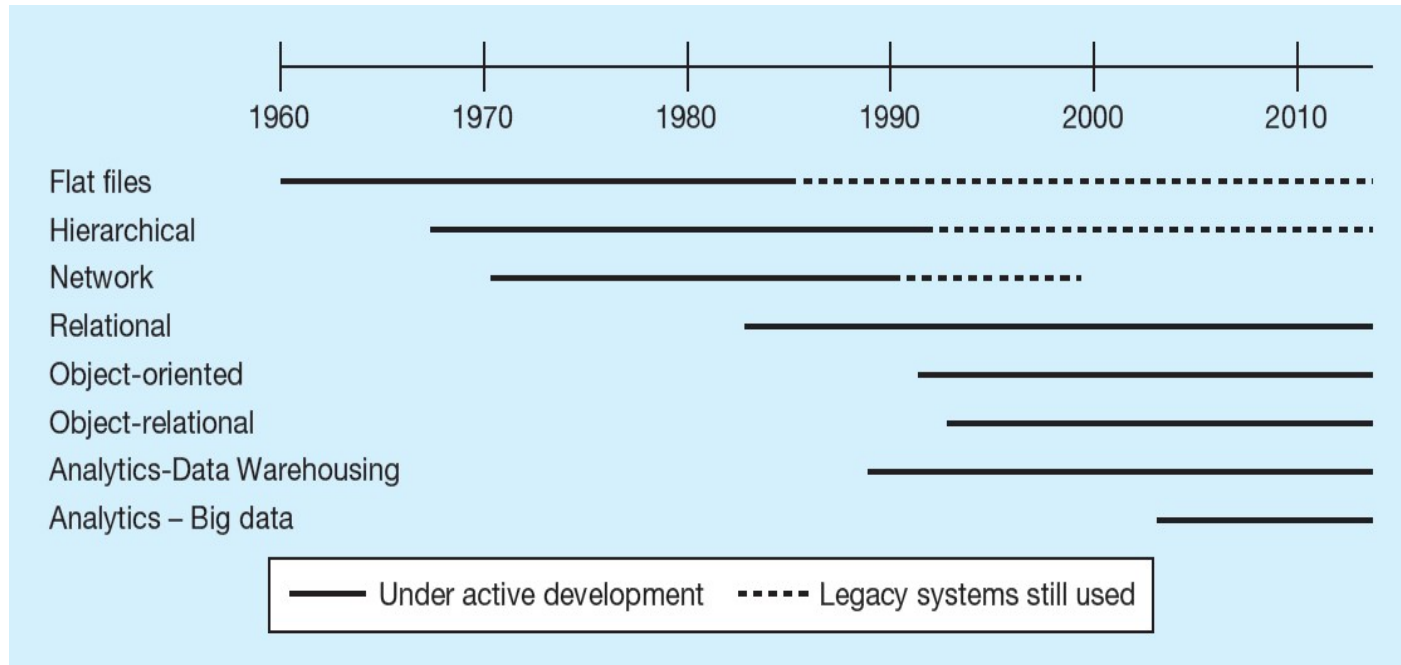 1960 1970 1980 1990 2000 2010
Flat files
Hierarchical
Network
Relational
Object-oriented
Object-relational
Analytics-Data Warehousing
Analytics – Big data
Under active development Legacy systems still used